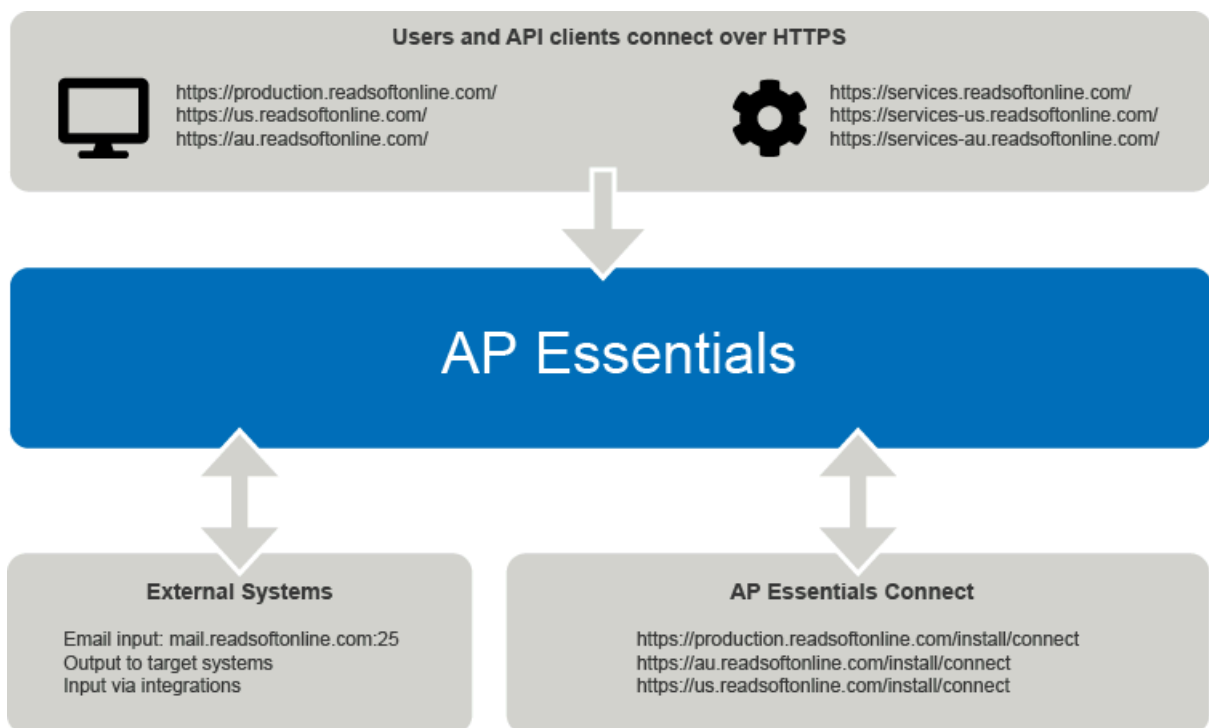 Users and API clients connect over HTTPS
https://production.readsoftonline.com/
https://us.readsoftonline.com/
https://au.readsoftonline.com/
https://services.readsoftonline.com/
https://services-us.readsoftonline.com/
https://services-au.readsoftonline.com/
AP Essentials
External Systems
Email input: mail.readsoftonline.com:25
Output to target systems
Input via integrations
AP Essentials Connect
https://production.readsoftonline.com/install/connect
https://au.readsoftonline.com/install/connect
https://us.readsoftonline.com/install/connect